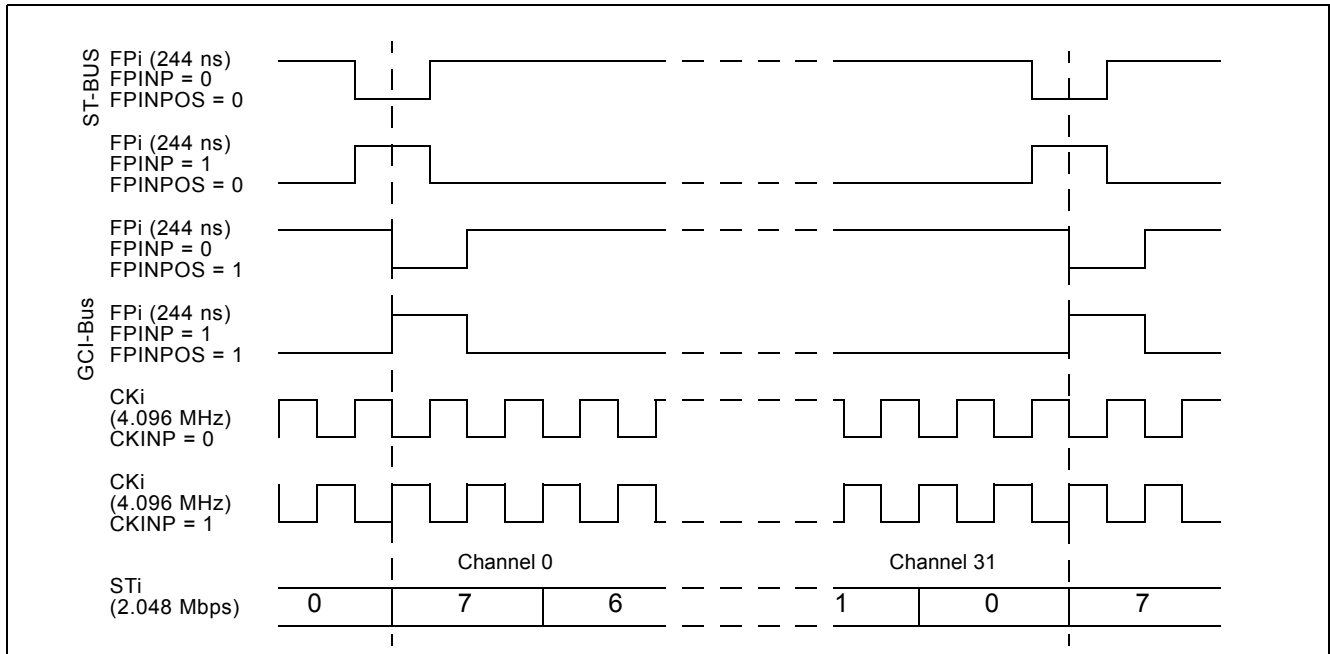 ST-BUS
FPi (244 ns)
FPINP = 0
FPINPOS = 0
FPi (244 ns)
FPINP = 1
FPINPOS = 0
FPi (244 ns)
FPINP = 0
FPINPOS = 1
GCI-Bus
FPi (244 ns)
FPINP = 1
FPINPOS = 1
CKi
(4.096 MHz)
CKINP = 0
CKi
(4.096 MHz)
CKINP = 1
Channel 0 Channel 31
STi
(2.048 Mbps)
0 7 6 1 0 7